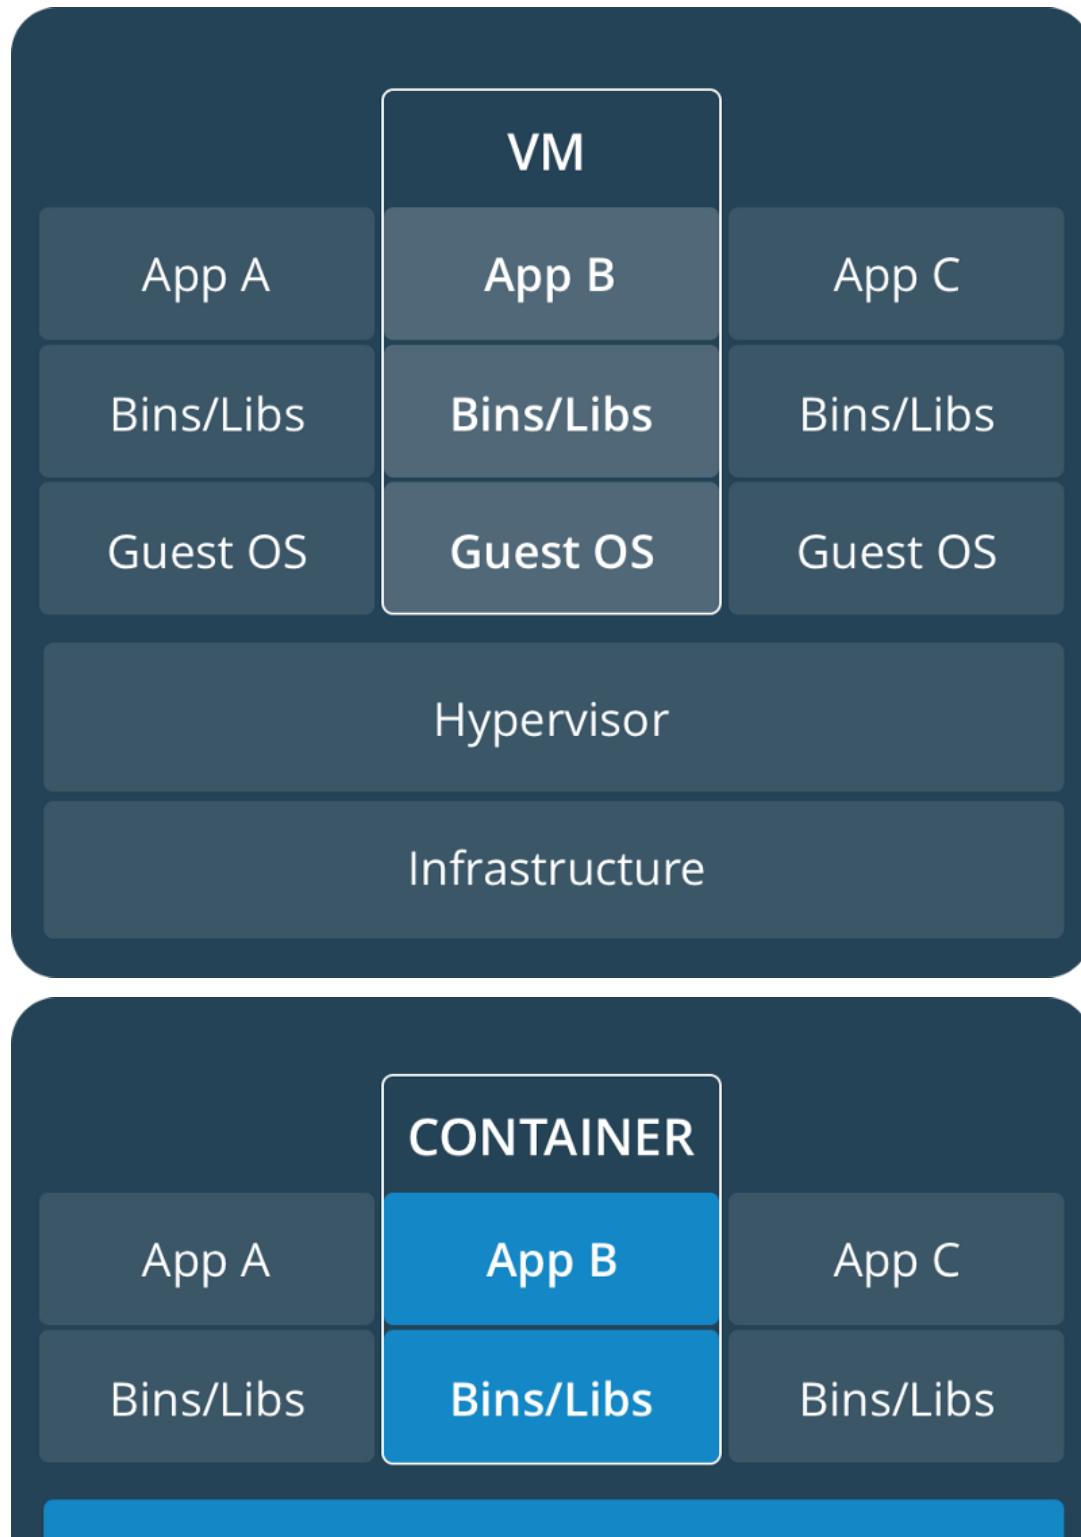 VM
App A App B App C
Bins/Libs Bins/Libs Bins/Libs
Guest OS Guest OS Guest OS
Hypervisor
Infrastructure
CONTAINER
App A App B App C
Bins/Libs Bins/Libs Bins/Libs